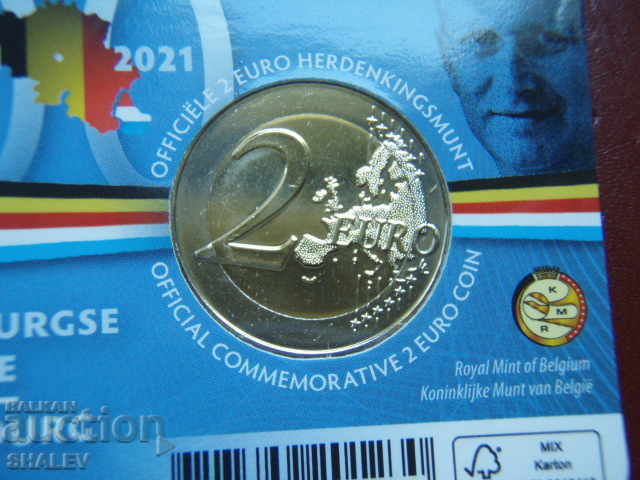 2021
OFFICIËLE 2 EURO HERDENKINGSMUNT
2 EURO
OFFICIAL COMMEMORATIVE 2 EURO COIN
URGSE
E
T
K
M
R
Royal Mint of Belgium
Koninklijke Munt van België
BALKAN
auction
SHALEV
MIX
Karton